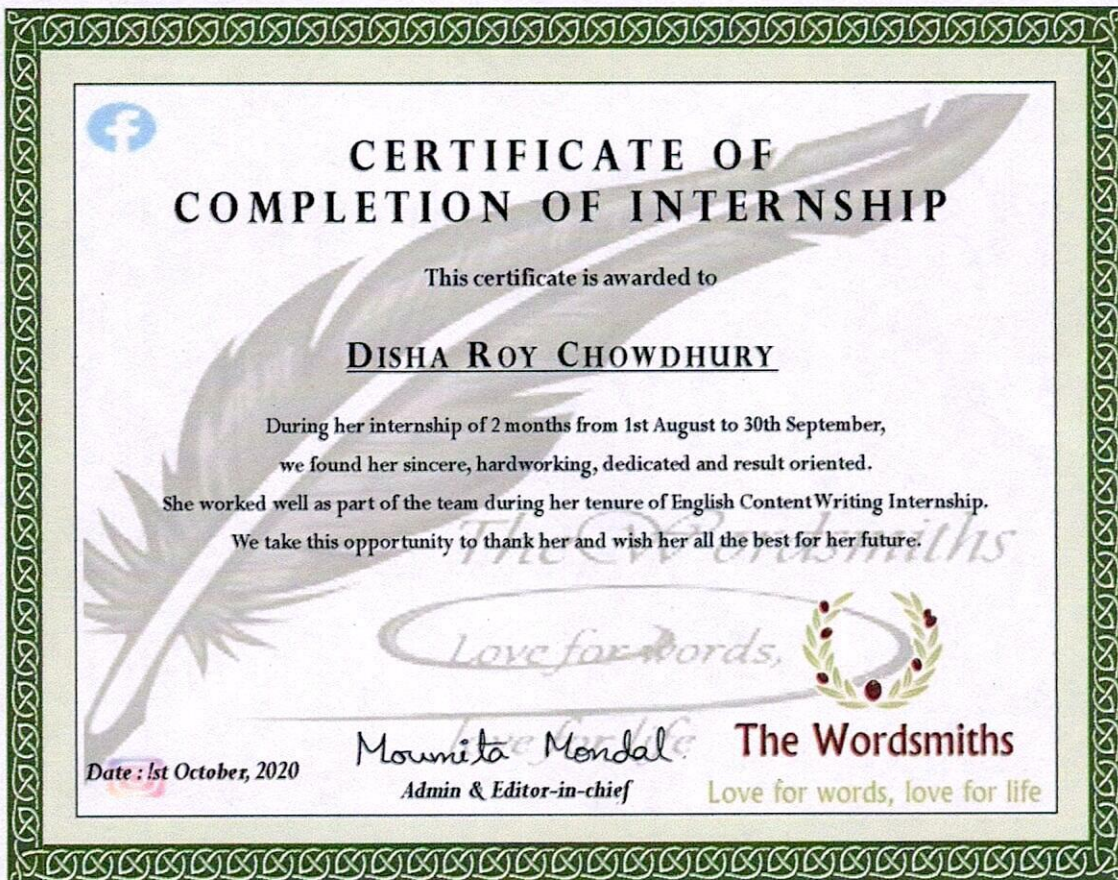 CERTIFICATE OF
COMPLETION OF INTERNSHIP
This certificate is awarded to
DISHA ROY CHOWDHURY
During her internship of 2 months from 1st August to 30th September,
we found her sincere, hardworking, dedicated and result oriented.
She worked well as part of the team during her tenure of English Content Writing Internship.
We take this opportunity to thank her and wish her all the best for her future.
The Wordsmiths
Love for words,
love for life
Date : 1st October, 2020
Moumita Mondal.
Admin & Editor-in-chief
The Wordsmiths
Love for words, love for life